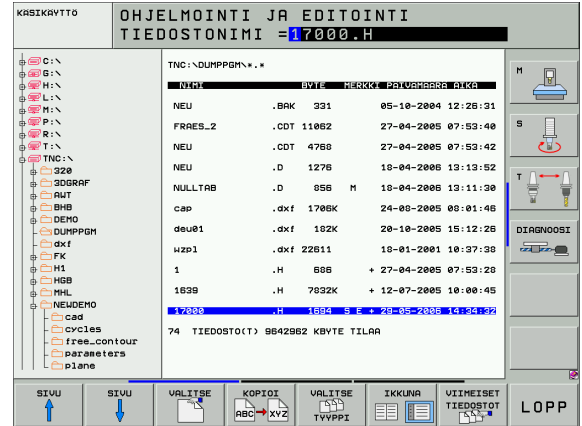 KÄSIKÄYTTÖ
OHJELMOINTI JA EDITOINTI
TIEDOSTONIMI =17000.H
C:\
G:\
H:\
L:\
M:\
P:\
R:\
T:\
TNC:\
320
3DGRAF
AWT
BHB
DEMO
DUMPPGM
dxf
FK
H1
HGB
MHL
NEWDEMO
cad
cycles
free_contour
parameters
plane
TNC:\DUMPPGM\*.*
NIMI BYTE MERKKI PÄIVÄMÄÄRÄ AIKA
NEU .BAK 331 05-10-2004 12:26:31
FRAES_2 .CDT 11062 27-04-2005 07:53:40
NEU .CDT 4768 27-04-2005 07:53:42
NEU .D 1276 18-04-2006 13:13:52
NULLTAB .D 856 M 18-04-2006 13:11:30
cap .dxf 1706K 24-08-2005 08:01:46
deu01 .dxf 182K 20-10-2005 15:12:26
wzpl .dxf 22611 18-01-2001 10:37:38
1 .H 686 + 27-04-2005 07:53:28
1639 .H 7832K + 12-07-2005 10:00:45
17000 .H 1694 S E + 29-05-2006 14:34:32
74 TIEDOSTO(T) 9642962 KBYTE TILAA
M
S
T
DIAGNOOSI
SIVU
SIVU
VALITSE
KOPIOI
ABC XYZ
VALITSE
TYYPPI
IKKUNA
VIIMEISET
TIEDOSTOT
LOPP